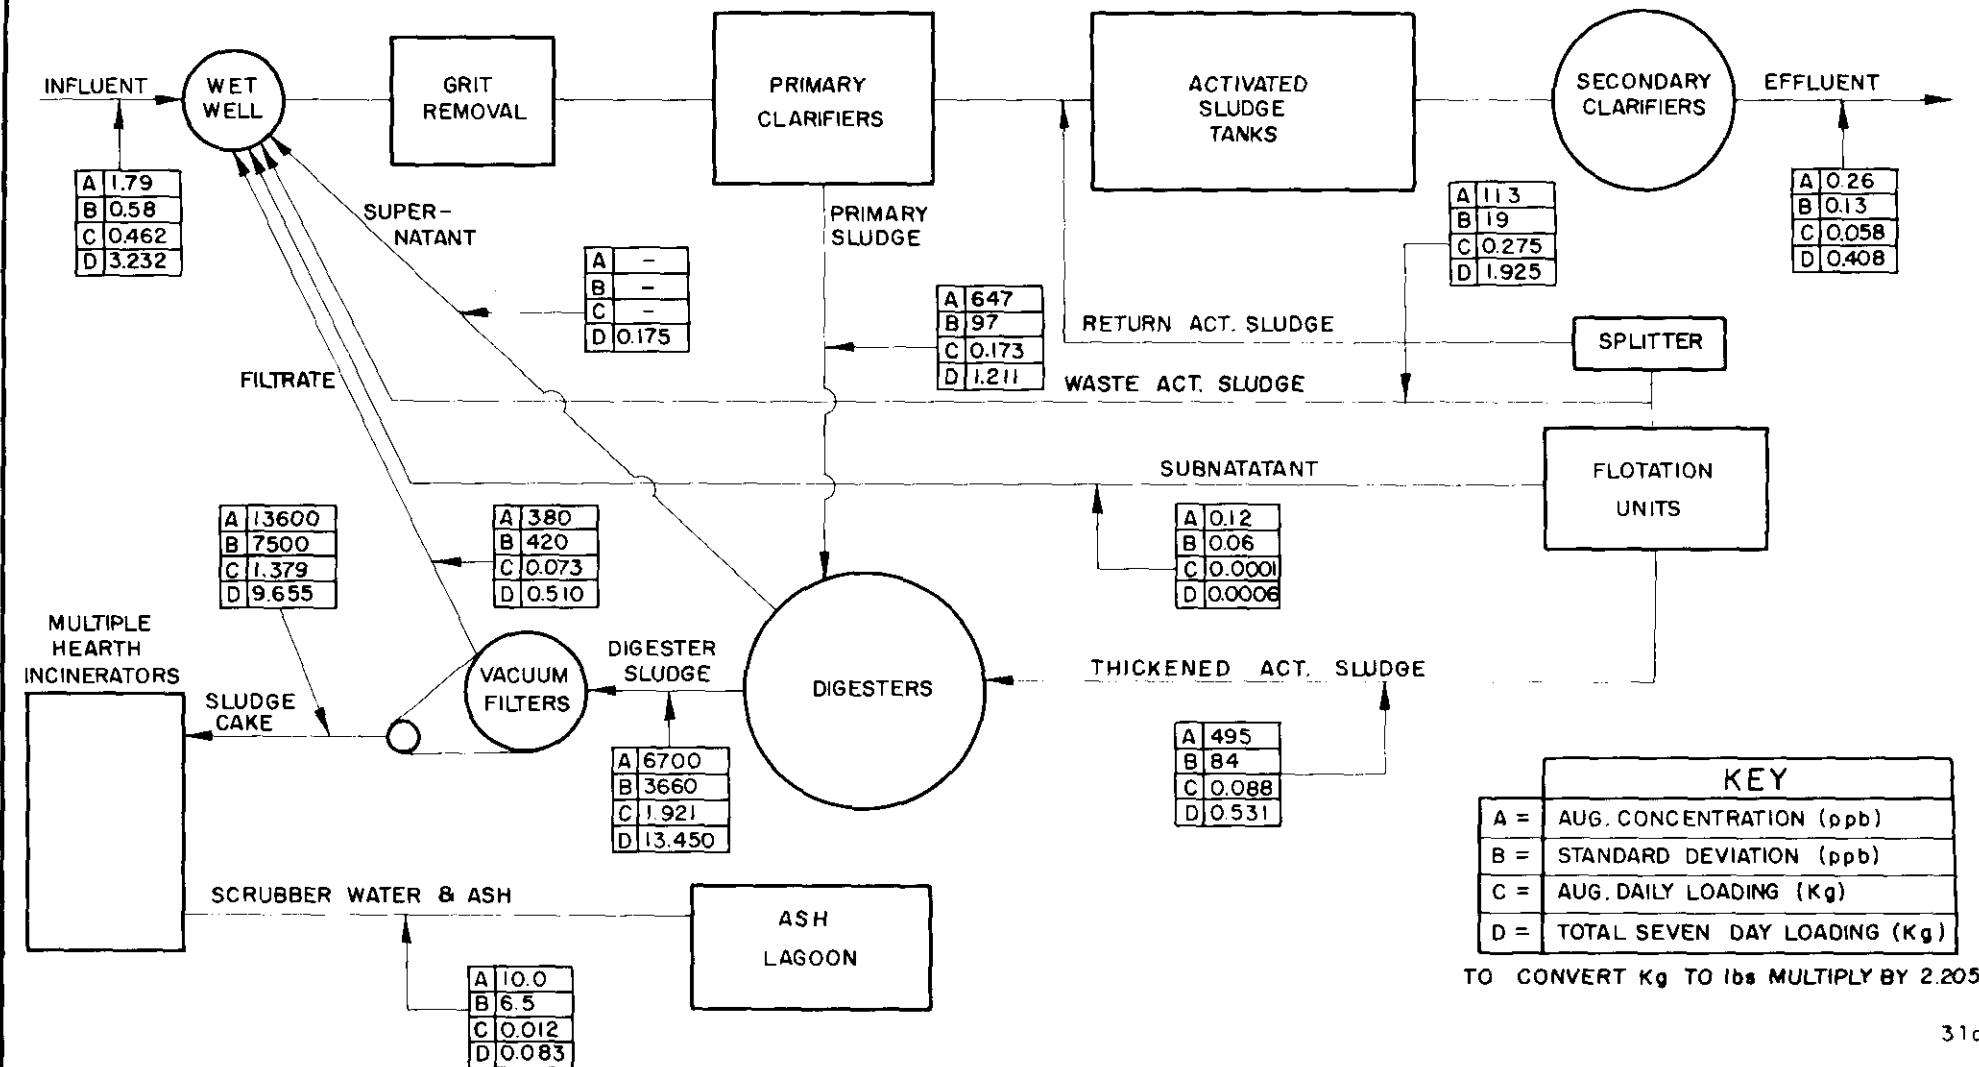 INFLUENT
WET
WELL
GRIT
REMOVAL
PRIMARY
CLARIFIERS
ACTIVATED
SLUDGE
TANKS
SECONDARY
CLARIFIERS
EFFLUENT
A 1.79
B 0.58
C 0.462
D 3.232
SUPER-
NATANT
A -
B -
C -
D 0.175
PRIMARY
SLUDGE
A 647
B 97
C 0.173
D 1.211
A 113
B 19
C 0.275
D 1.925
A 0.26
B 0.13
C 0.058
D 0.408
RETURN ACT. SLUDGE
SPLITTER
FILTRATE
WASTE ACT. SLUDGE
SUBNATATANT
FLOTATION
UNITS
A 13600
B 7500
C 1.379
D 9.655
A 380
B 420
C 0.073
D 0.510
A 0.12
B 0.06
C 0.0001
D 0.0006
MULTIPLE
HEARTH
INCINERATORS
SLUDGE
CAKE
VACUUM
FILTERS
DIGESTER
SLUDGE
DIGESTERS
THICKENED ACT. SLUDGE
A 6700
B 3660
C 1.921
D 13.450
A 495
B 84
C 0.088
D 0.531
SCRUBBER WATER & ASH
ASH
LAGOON
A 10.0
B 6.5
C 0.012
D 0.083
KEY
A = AUG. CONCENTRATION (ppb)
B = STANDARD DEVIATION (ppb)
C = AUG. DAILY LOADING (Kg)
D = TOTAL SEVEN DAY LOADING (Kg)
TO CONVERT Kg TO lbs MULTIPLY BY 2.205